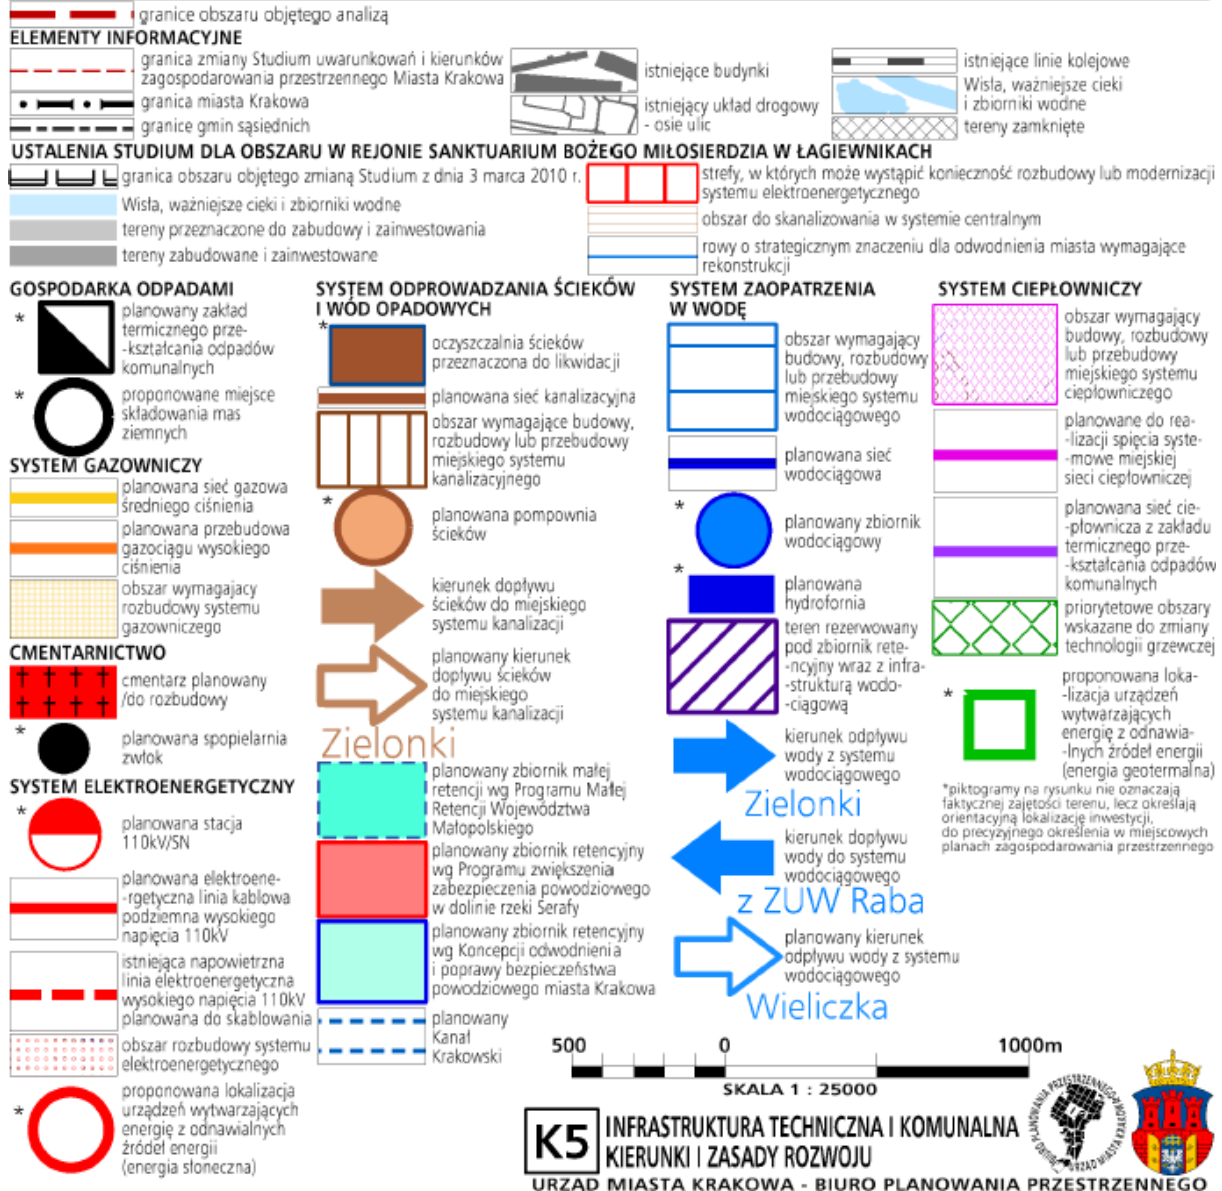 granice obszaru objętego analizą
ELEMENTY INFORMACYJNE
granica zmiany Studium uwarunkowań i kierunków
zagospodarowania przestrzennego Miasta Krakowa
granica miasta Krakowa
granice gmin sąsiednich
istniejące budynki
istniejący układ drogowy
- osie ulic
istniejące linie kolejowe
Wisła, ważniejsze cieki
i zbiorniki wodne
tereny zamknięte
USTALENIA STUDIUM DLA OBSZARU W REJONIE SANKTUARIUM BOŻEGO MIŁOSIERDZIA W ŁAGIEWNIKACH
granica obszaru objętego zmianą Studium z dnia 3 marca 2010 r.
Wisła, ważniejsze cieki i zbiorniki wodne
tereny przeznaczone do zabudowy i zainwestowania
tereny zabudowane i zainwestowane
strefy, w których może wystąpić konieczność rozbudowy lub modernizacji
systemu elektroenergetycznego
obszar do skanalizowania w systemie centralnym
rowy o strategicznym znaczeniu dla odwodnienia miasta wymagające
rekonstrukcji
GOSPODARKA ODPADAMI
*
planowany zakład
termicznego prze-
-kształcania odpadów
komunalnych
*
proponowane miejsce
składowania mas
ziemnych
SYSTEM GAZOWNICZY
planowana sieć gazowa
średniego ciśnienia
planowana przebudowa
gazociągu wysokiego
ciśnienia
obszar wymagajacy
rozbudowy systemu
gazowniczego
CMENTARNICTWO
cmentarz planowany
/do rozbudowy
*
planowana spopielarnia
zwłok
SYSTEM ELEKTROENERGETYCZNY
*
planowana stacja
110kV/SN
planowana elektroene-
-rgetyczna linia kablowa
podziemna wysokiego
napięcia 110kV
istniejąca napowietrzna
linia elektroenergetyczna
wysokiego napięcia 110kV
planowana do skablowania
obszar rozbudowy systemu
elektroenergetycznego
*
proponowana lokalizacja
urządzeń wytwarzających
energię z odnawialnych
źródeł energii
(energia słoneczna)
SYSTEM ODPROWADZANIA ŚCIEKÓW
I WÓD OPADOWYCH
*
oczyszczalnia ścieków
przeznaczona do likwidacji
planowana sieć kanalizacyjna
obszar wymagające budowy,
rozbudowy lub przebudowy
miejskiego systemu
kanalizacyjnego
*
planowana pompownia
ścieków
kierunek dopływu
ścieków do miejskiego
systemu kanalizacji
planowany kierunek
dopływu ścieków
do miejskiego
systemu kanalizacji
Zielonki
planowany zbiornik małej
retencji wg Programu Małej
Retencji Województwa
Małopolskiego
planowany zbiornik retencyjny
wg Programu zwiększenia
zabezpieczenia powodziowego
w dolinie rzeki Serafy
planowany zbiornik retencyjny
wg Koncepcji odwodnienia
i poprawy bezpieczeństwa
powodziowego miasta Krakowa
planowany
Kanał
Krakowski
SYSTEM ZAOPATRZENIA
W WODĘ
obszar wymagający
budowy, rozbudowy
lub przebudowy
miejskiego systemu
wodociągowego
planowana sieć
wodociągowa
*
planowany zbiornik
wodociągowy
*
planowana
hydrofornia
teren rezerwowany
pod zbiornik rete-
-ncyjny wraz z infra-
-strukturą wodo-
-ciągową
kierunek odpływu
wody z systemu
wodociągowego
Zielonki
kierunek dopływu
wody do systemu
wodociągowego
z ZUW Raba
planowany kierunek
odpływu wody z systemu
wodociągowego
Wieliczka
SYSTEM CIEPŁOWNICZY
obszar wymagający
budowy, rozbudowy
lub przebudowy
miejskiego systemu
ciepłowniczego
planowane do rea-
-lizacji spięcia syste-
-mowe miejskiej
sieci ciepłowniczej
planowana sieć cie-
-płownicza z zakładu
termicznego prze-
-kształcania odpadów
komunalnych
priorytetowe obszary
wskazane do zmiany
technologii grzewczej
*
proponowana loka-
-lizacja urządzeń
wytwarzających
energię z odnawia-
-lnych źródeł energii
(energia geotermalna)
*piktogramy na rysunku nie oznaczają
faktycznej zajętości terenu, lecz określają
orientacyjną lokalizację inwestycji,
do precyzyjnego określenia w miejscowych
planach zagospodarowania przestrzennego
500 0 1000m
SKALA 1 : 25000
K5
INFRASTRUKTURA TECHNICZNA I KOMUNALNA
KIERUNKI I ZASADY ROZWOJU
BIURO PLANOWANIA PRZESTRZENNEGO
URZĄD MIASTA KRAKOWA
URZĄD MIASTA KRAKOWA - BIURO PLANOWANIA PRZESTRZENNEGO